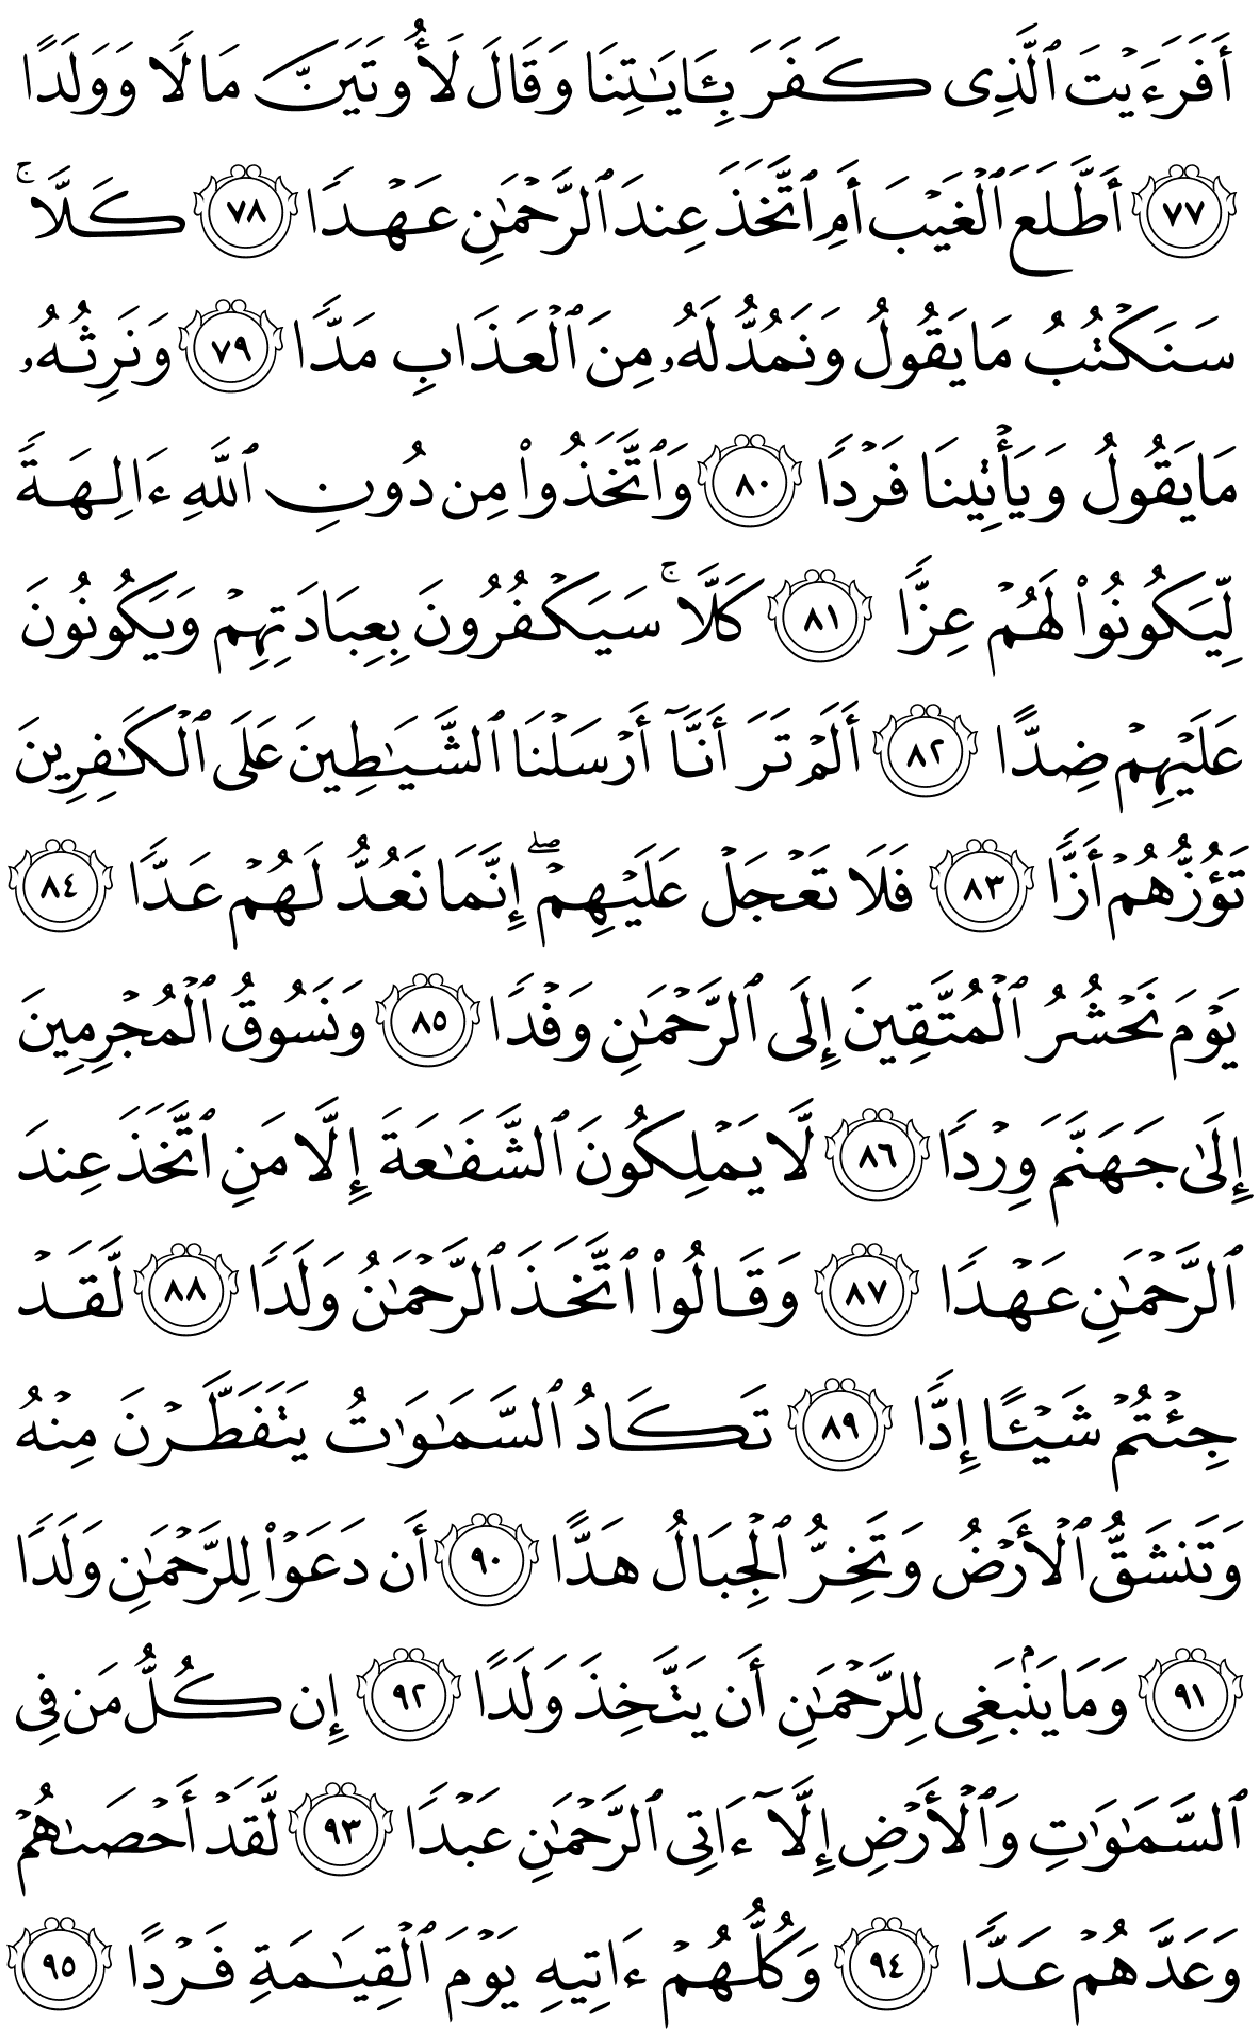 أَفَرَءَيْتَ ٱلَّذِى كَفَرَ بِـَٔايَـٰتِنَا وَقَالَ لَأُوتَيَنَّ مَالًا وَوَلَدًا
٧٧ أَطَّلَعَ ٱلْغَيْبَ أَمِ ٱتَّخَذَ عِندَ ٱلرَّحْمَـٰنِ عَهْدًا ٧٨ كَلَّا ۚ
سَنَكْتُبُ مَا يَقُولُ وَنَمُدُّ لَهُۥ مِنَ ٱلْعَذَابِ مَدًّا ٧٩ وَنَرِثُهُۥ
مَا يَقُولُ وَيَأْتِينَا فَرْدًا ٨٠ وَٱتَّخَذُوا۟ مِن دُونِ ٱللَّهِ ءَالِهَةً
لِّيَكُونُوا۟ لَهُمْ عِزًّا ٨١ كَلَّا ۚ سَيَكْفُرُونَ بِعِبَادَتِهِمْ وَيَكُونُونَ
عَلَيْهِمْ ضِدًّا ٨٢ أَلَمْ تَرَ أَنَّآ أَرْسَلْنَا ٱلشَّيَـٰطِينَ عَلَى ٱلْكَـٰفِرِينَ
تَؤُزُّهُمْ أَزًّا ٨٣ فَلَا تَعْجَلْ عَلَيْهِمْ ۖ إِنَّمَا نَعُدُّ لَهُمْ عَدًّا ٨٤
يَوْمَ نَحْشُرُ ٱلْمُتَّقِينَ إِلَى ٱلرَّحْمَـٰنِ وَفْدًا ٨٥ وَنَسُوقُ ٱلْمُجْرِمِينَ
إِلَىٰ جَهَنَّمَ وِرْدًا ٨٦ لَّا يَمْلِكُونَ ٱلشَّفَـٰعَةَ إِلَّا مَنِ ٱتَّخَذَ عِندَ
ٱلرَّحْمَـٰنِ عَهْدًا ٨٧ وَقَالُوا۟ ٱتَّخَذَ ٱلرَّحْمَـٰنُ وَلَدًا ٨٨ لَّقَدْ
جِئْتُمْ شَيْـًٔا إِدًّا ٨٩ تَكَادُ ٱلسَّمَـٰوَٰتُ يَتَفَطَّرْنَ مِنْهُ
وَتَنشَقُّ ٱلْأَرْضُ وَتَخِرُّ ٱلْجِبَالُ هَدًّا ٩٠ أَن دَعَوْا۟ لِلرَّحْمَـٰنِ وَلَدًا
٩١ وَمَا يَنۢبَغِى لِلرَّحْمَـٰنِ أَن يَتَّخِذَ وَلَدًا ٩٢ إِن كُلُّ مَن فِى
ٱلسَّمَـٰوَٰتِ وَٱلْأَرْضِ إِلَّآ ءَاتِى ٱلرَّحْمَـٰنِ عَبْدًا ٩٣ لَّقَدْ أَحْصَىٰهُمْ
وَعَدَّهُمْ عَدًّا ٩٤ وَكُلُّهُمْ ءَاتِيهِ يَوْمَ ٱلْقِيَـٰمَةِ فَرْدًا ٩٥